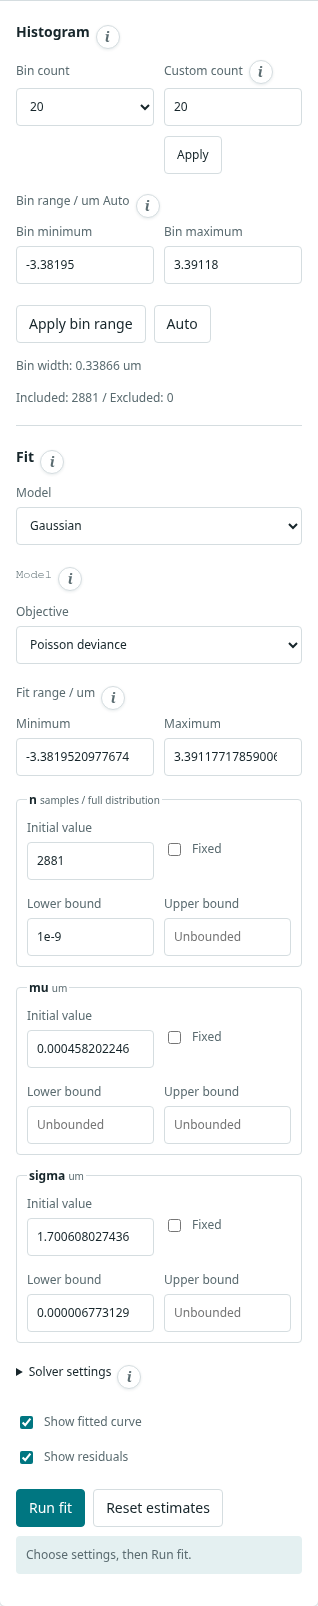 Histogram i
Bin count
Custom count i
20
20
Apply
Bin range / um Auto i
Bin minimum
Bin maximum
-3.38195
3.39118
Apply bin range
Auto
Bin width: 0.33866 um
Included: 2881 / Excluded: 0
Fit i
Model
Gaussian
Model i
Objective
Poisson deviance
Fit range / um i
Minimum
Maximum
-3.3819520977674
3.39117717859006
n samples / full distribution
Initial value
2881
Fixed
Lower bound
Upper bound
1e-9
Unbounded
mu um
Initial value
0.000458202246
Fixed
Lower bound
Upper bound
Unbounded
Unbounded
sigma um
Initial value
1.700608027436
Fixed
Lower bound
Upper bound
0.000006773129
Unbounded
Solver settings i
Show fitted curve
Show residuals
Run fit
Reset estimates
Choose settings, then Run fit.